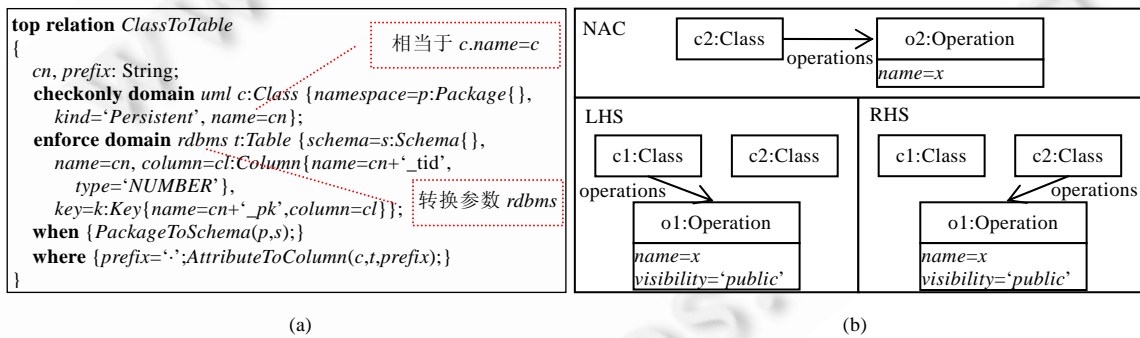 top relation ClassToTable
{
cn, prefix: String;
checkonly domain uml c:Class {namespace=p:Package{},
kind=‘Persistent’, name=cn};
enforce domain rdbms t:Table {schema=s:Schema{},
name=cn, column=cl:Column{name=cn+‘_tid’,
type=‘NUMBER’},
key=k:Key{name=cn+‘_pk’,column=cl}};
when {PackageToSchema(p,s);}
where {prefix=‘·’;AttributeToColumn(c,t,prefix);}
}
相当于 c.name=c
转换参数 rdbms
(a)
NAC
c2:Class
operations
o2:Operation
name=x
LHS
c1:Class
c2:Class
operations
o1:Operation
name=x
visibility=‘public’
RHS
c1:Class
c2:Class
operations
o1:Operation
name=x
visibility=‘public’
(b)